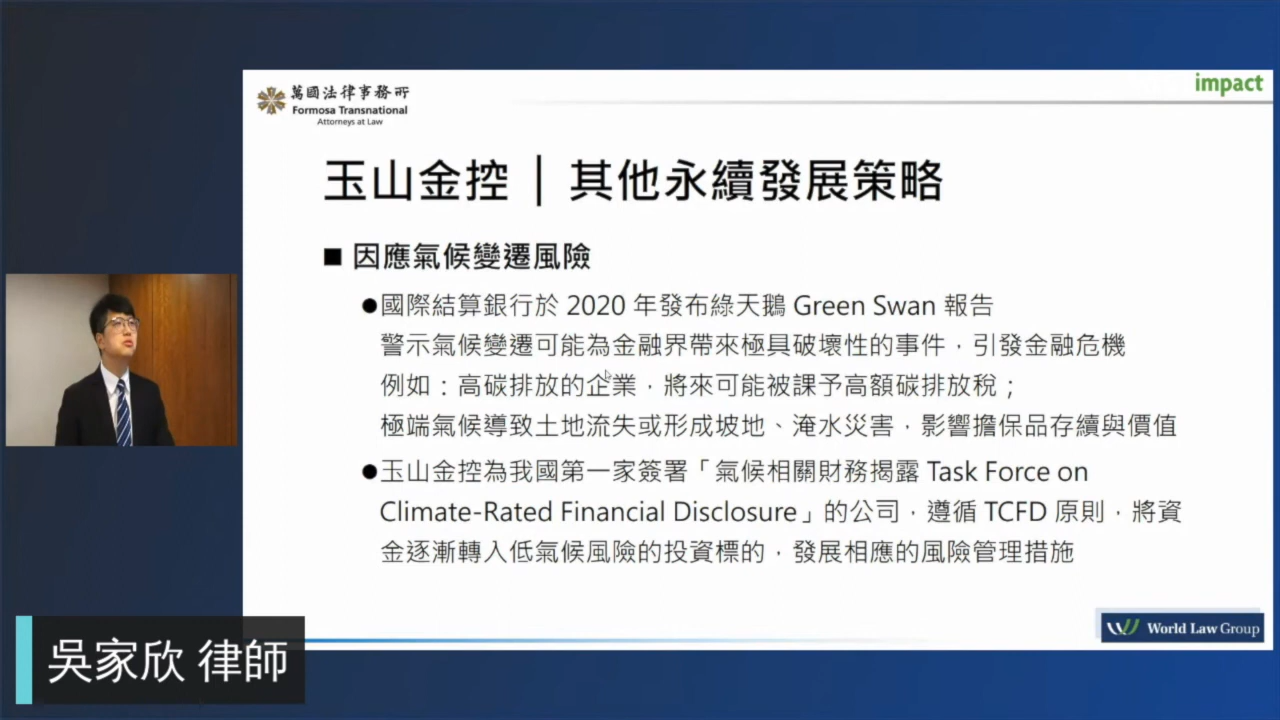 萬國法律事務所
Formosa Transnational
Attorneys at Law
impact
玉山金控｜其他永續發展策略
■ 因應氣候變遷風險
●國際結算銀行於 2020 年發布綠天鵝 Green Swan 報告
警示氣候變遷可能為金融界帶來極具破壞性的事件，引發金融危機
例如：高碳排放的企業，將來可能被課予高額碳排放稅；
極端氣候導致土地流失或形成坡地、淹水災害，影響擔保品存續與價值
●玉山金控為我國第一家簽署「氣候相關財務揭露 Task Force on
Climate-Rated Financial Disclosure」的公司，遵循 TCFD 原則，將資
金逐漸轉入低氣候風險的投資標的，發展相應的風險管理措施
World Law Group
吳家欣 律師